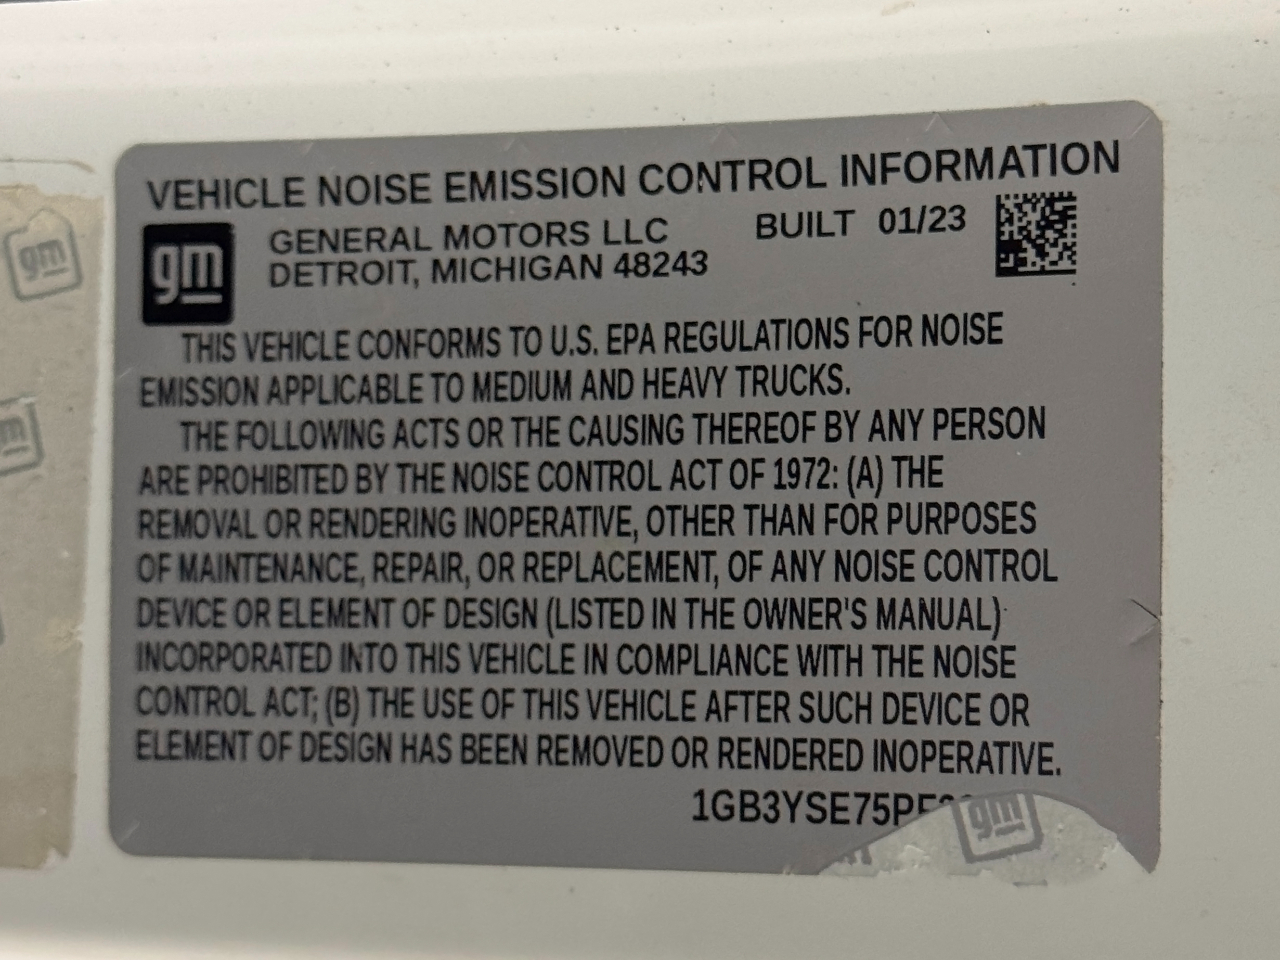 VEHICLE NOISE EMISSION CONTROL INFORMATION
gm
GENERAL MOTORS LLC
DETROIT, MICHIGAN 48243
BUILT 01/23
THIS VEHICLE CONFORMS TO U.S. EPA REGULATIONS FOR NOISE
EMISSION APPLICABLE TO MEDIUM AND HEAVY TRUCKS.
THE FOLLOWING ACTS OR THE CAUSING THEREOF BY ANY PERSON
ARE PROHIBITED BY THE NOISE CONTROL ACT OF 1972: (A) THE
REMOVAL OR RENDERING INOPERATIVE, OTHER THAN FOR PURPOSES
OF MAINTENANCE, REPAIR, OR REPLACEMENT, OF ANY NOISE CONTROL
DEVICE OR ELEMENT OF DESIGN (LISTED IN THE OWNER'S MANUAL)
INCORPORATED INTO THIS VEHICLE IN COMPLIANCE WITH THE NOISE
CONTROL ACT; (B) THE USE OF THIS VEHICLE AFTER SUCH DEVICE OR
ELEMENT OF DESIGN HAS BEEN REMOVED OR RENDERED INOPERATIVE.
1GB3YSE75PF
gm
gm
gm